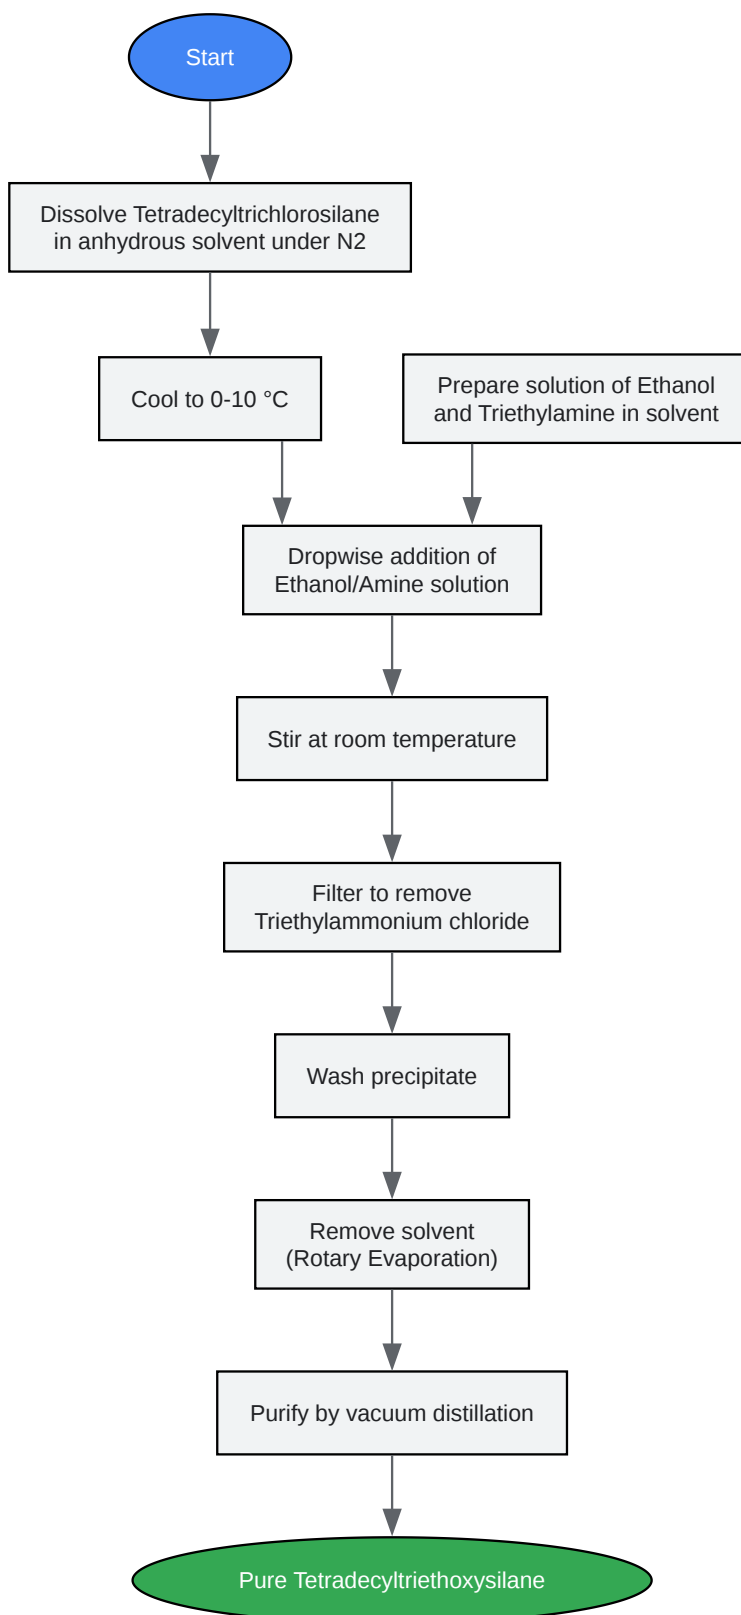 Start
Dissolve Tetradecyltrichlorosilane
in anhydrous solvent under N2
Cool to 0-10 °C
Prepare solution of Ethanol
and Triethylamine in solvent
Dropwise addition of
Ethanol/Amine solution
Stir at room temperature
Filter to remove
Triethylammonium chloride
Wash precipitate
Remove solvent
(Rotary Evaporation)
Purify by vacuum distillation
Pure Tetradecyltriethoxysilane